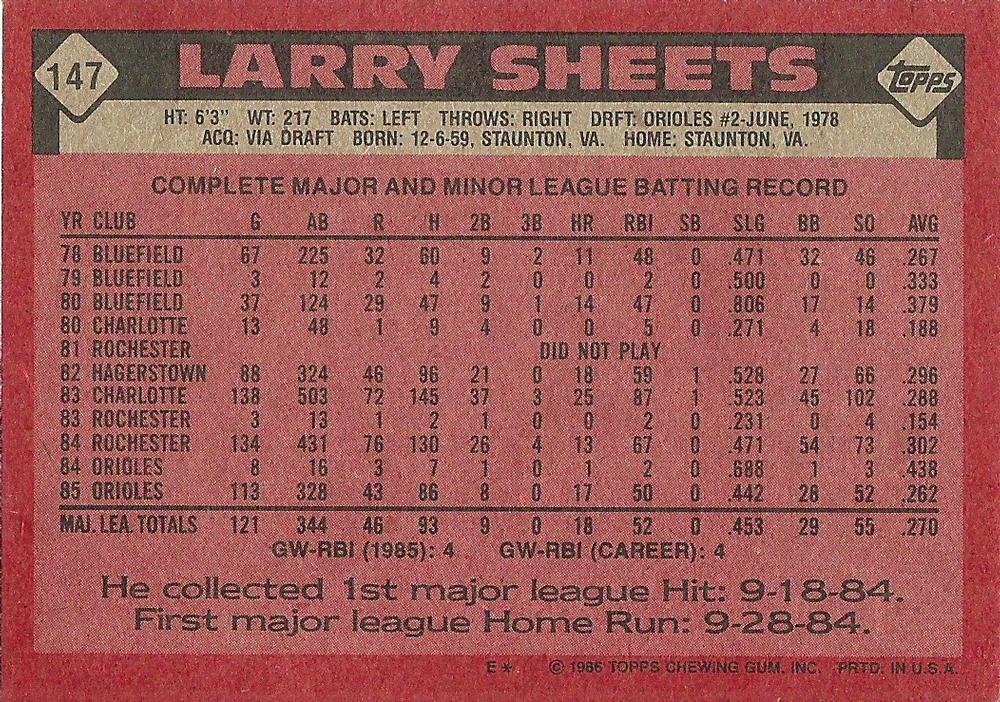 147 LARRY SHEETS TOPPS
HT: 6'3" WT: 217 BATS: LEFT THROWS: RIGHT DRFT: ORIOLES #2-JUNE, 1978
ACQ: VIA DRAFT BORN: 12-6-59, STAUNTON, VA. HOME: STAUNTON, VA.
COMPLETE MAJOR AND MINOR LEAGUE BATTING RECORD
YR CLUB G AB R H 2B 3B HR RBI SB SLG BB SO AVG
78 BLUEFIELD 67 225 32 60 9 2 11 48 0 .471 32 46 .267
79 BLUEFIELD 3 12 2 4 2 0 0 2 0 .500 0 0 .333
80 BLUEFIELD 37 124 29 47 9 1 14 47 0 .806 17 14 .379
80 CHARLOTTE 13 48 1 9 4 0 0 5 0 .271 4 18 .188
81 ROCHESTER DID NOT PLAY
82 HAGERSTOWN 88 324 46 96 21 0 18 59 1 .528 27 66 .296
83 CHARLOTTE 138 503 72 145 37 3 25 87 1 .523 45 102 .288
83 ROCHESTER 3 13 1 2 1 0 0 2 0 .231 0 4 .154
84 ROCHESTER 134 431 76 130 26 4 13 67 0 .471 54 73 .302
84 ORIOLES 8 16 3 7 1 0 1 2 0 .688 1 3 .438
85 ORIOLES 113 328 43 86 8 0 17 50 0 .442 28 52 .262
MAJ. LEA. TOTALS 121 344 46 93 9 0 18 52 0 .453 29 55 .270
GW-RBI (1985): 4 GW-RBI (CAREER): 4
He collected 1st major league Hit: 9-18-84.
First major league Home Run: 9-28-84.
E* © 1986 TOPPS CHEWING GUM, INC. PRTD. IN U.S.A.